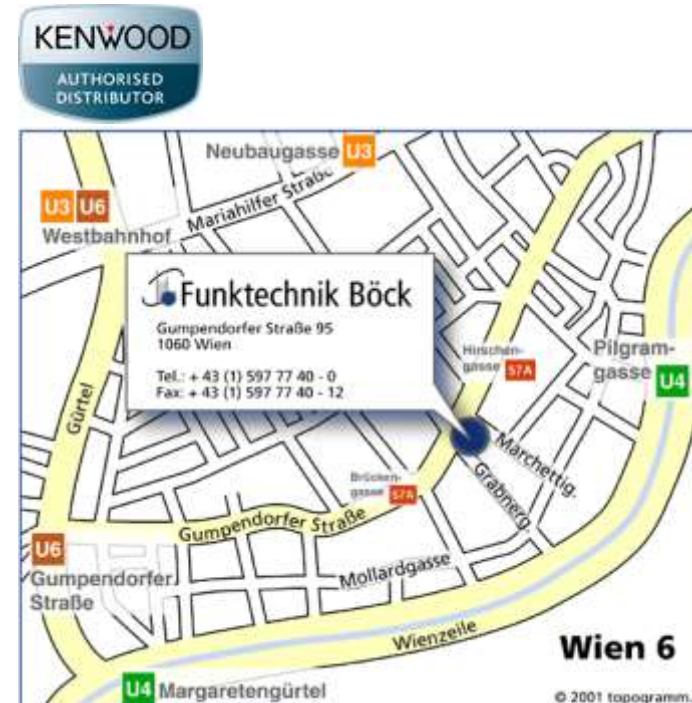 KENWOOD
AUTHORISED
DISTRIBUTOR
Neubaugasse U3
Mariahilfer Straße
U3 U6
Westbahnhof
Funktechnik Böck
Gumpendorfer Straße 95
1060 Wien
Tel.: + 43 (1) 597 77 40 - 0
Fax: + 43 (1) 597 77 40 - 12
Hirschen-
gasse 57A
Pilgram-
gasse U4
Gürtel
Marchettig.
Grabnerg.
Brücken-
gasse 57A
Gumpendorfer Straße
U6
Gumpendorfer
Straße
Mollardgasse
Wienzeile
Wien 6
U4 Margaretengürtel
© 2001 topogramm.